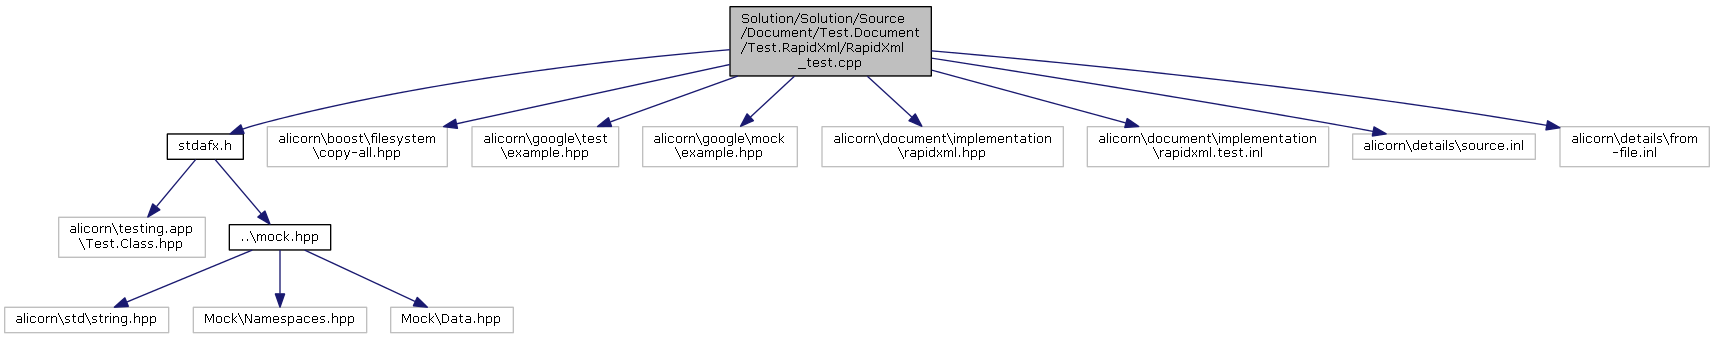 Solution/Solution/Source
/Document/Test.Document
/Test.RapidXml/RapidXml
_test.cpp
stdafx.h
alicorn\boost\filesystem
\copy-all.hpp
alicorn\google\test
\example.hpp
alicorn\google\mock
\example.hpp
alicorn\document\implementation
\rapidxml.hpp
alicorn\document\implementation
\rapidxml.test.inl
alicorn\details\source.inl
alicorn\details\from
-file.inl
alicorn\testing.app
\Test.Class.hpp
..\mock.hpp
alicorn\std\string.hpp
Mock\Namespaces.hpp
Mock\Data.hpp